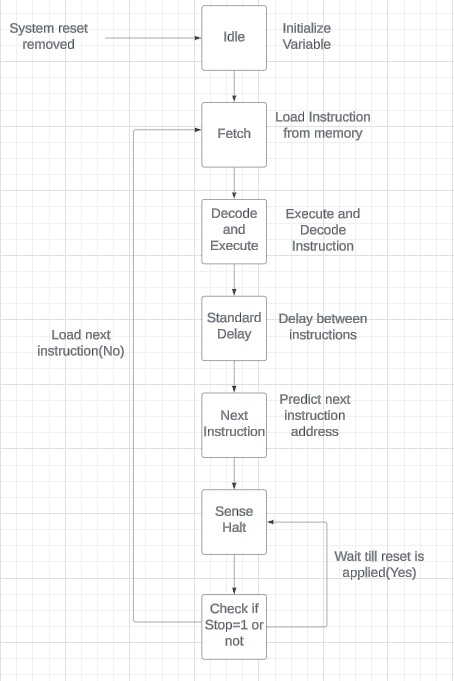 System reset
removed
Idle
Initialize
Variable
Fetch
Load Instruction
from memory
Decode
and
Execute
Execute and
Decode
Instruction
Standard
Delay
Delay between
instructions
Load next
instruction(No)
Next
Instruction
Predict next
instruction
address
Sense
Halt
Wait till reset is
applied(Yes)
Check if
Stop=1 or
not